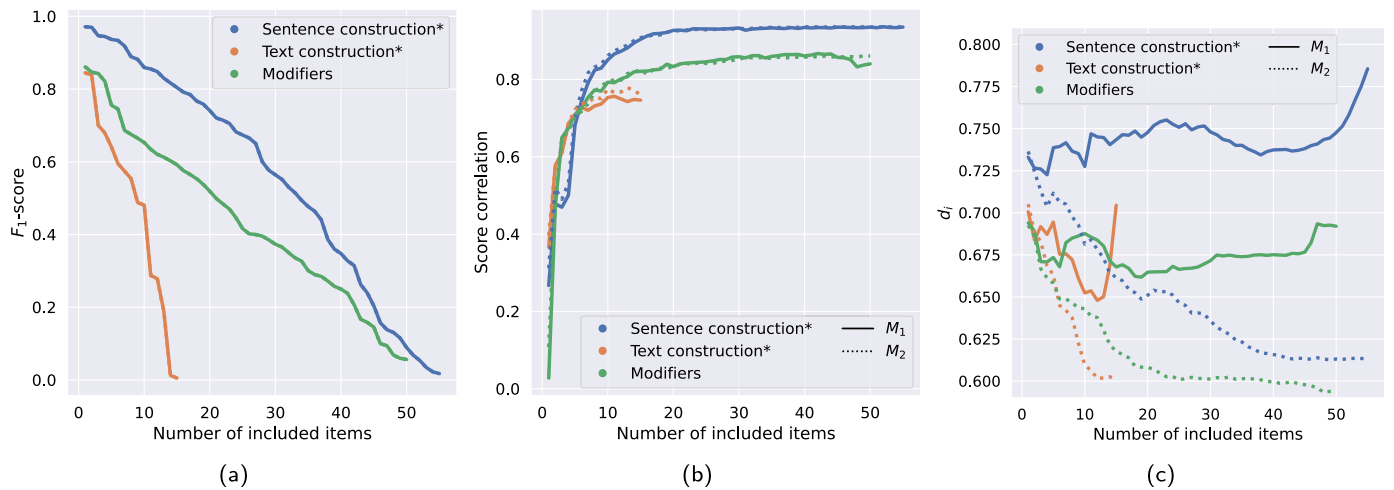 1.0
0.8
0.6
0.4
0.2
0.0
F1-score
Sentence construction*
Text construction*
Modifiers
0 10 20 30 40 50
Number of included items
(a)
0.8
0.6
0.4
0.2
0.0
Score correlation
Sentence construction* M1
Text construction* M2
Modifiers
0 10 20 30 40 50
Number of included items
(b)
0.800
0.775
0.750
0.725
0.700
0.675
0.650
0.625
0.600
di
Sentence construction* M1
Text construction* M2
Modifiers
0 10 20 30 40 50
Number of included items
(c)